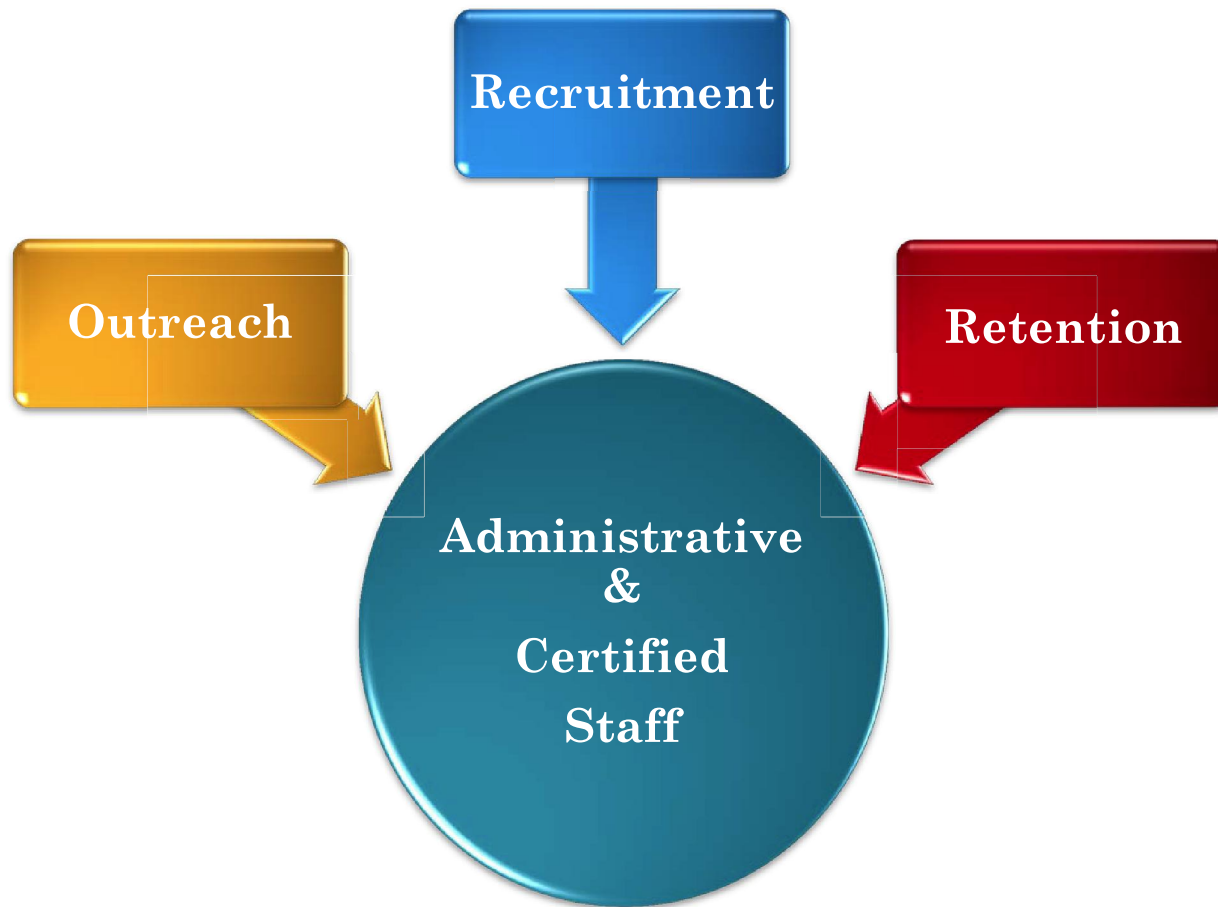 Recruitment
Outreach
Retention
Administrative
&
Certified
Staff